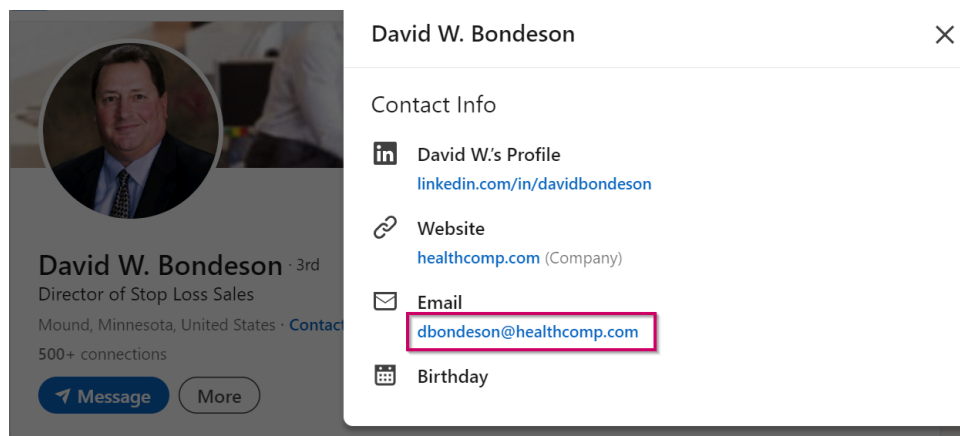 David W. Bondeson
Contact Info
in David W.'s Profile
linkedin.com/in/davidbondeson
Website
healthcomp.com (Company)
Email
dbondeson@healthcomp.com
Birthday
David W. Bondeson · 3rd
Director of Stop Loss Sales
Mound, Minnesota, United States · Contact
500+ connections
Message More